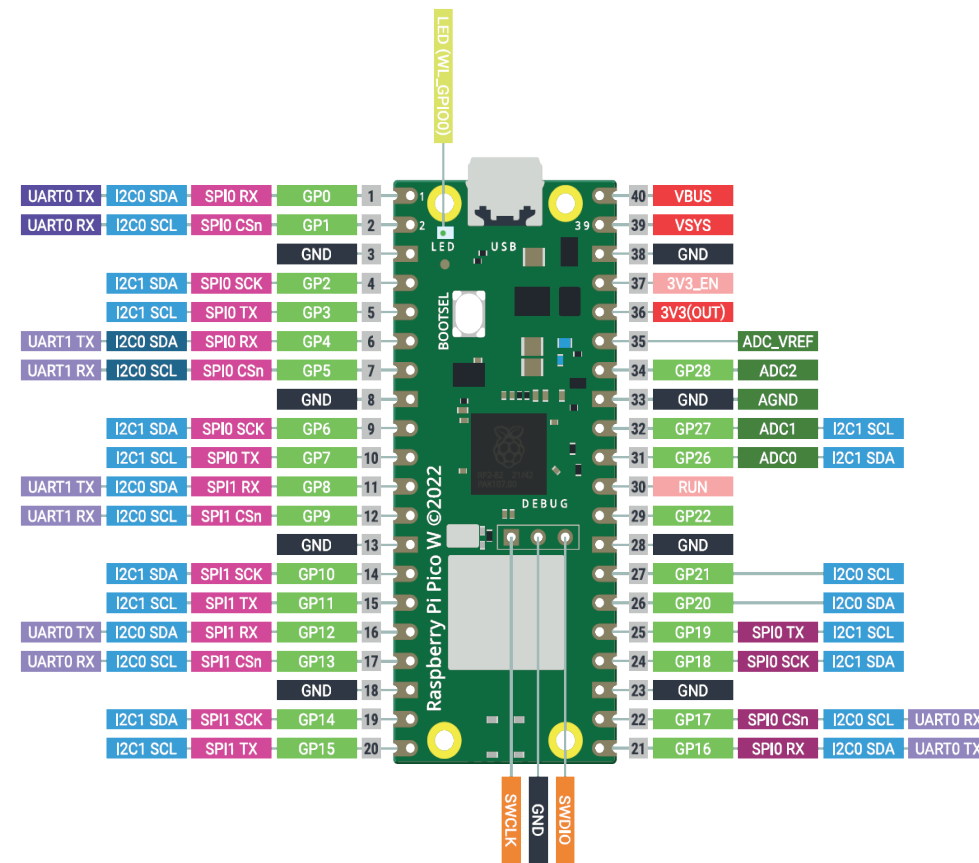 LED (WL_GPIO0)
UART0 TX I2C0 SDA SPI0 RX GP0 1 1 40 VBUS
UART0 RX I2C0 SCL SPI0 CSn GP1 2 2 39 39 VSYS
LED USB
GND 3 38 GND
I2C1 SDA SPI0 SCK GP2 4 37 3V3_EN
I2C1 SCL SPI0 TX GP3 5 36 3V3(OUT)
BOOTSEL
UART1 TX I2C0 SDA SPI0 RX GP4 6 35 ADC_VREF
UART1 RX I2C0 SCL SPI0 CSn GP5 7 34 GP28 ADC2
GND 8 33 GND AGND
I2C1 SDA SPI0 SCK GP6 9 32 GP27 ADC1 I2C1 SCL
I2C1 SCL SPI0 TX GP7 10 31 GP26 ADC0 I2C1 SDA
UART1 TX I2C0 SDA SPI1 RX GP8 11 30 RUN
DEBUG
UART1 RX I2C0 SCL SPI1 CSn GP9 12 29 GP22
GND 13 28 GND
I2C1 SDA SPI1 SCK GP10 14 27 GP21 I2C0 SCL
I2C1 SCL SPI1 TX GP11 15 26 GP20 I2C0 SDA
UART0 TX I2C0 SDA SPI1 RX GP12 16 25 GP19 SPI0 TX I2C1 SCL
UART0 RX I2C0 SCL SPI1 CSn GP13 17 24 GP18 SPI0 SCK I2C1 SDA
GND 18 23 GND
I2C1 SDA SPI1 SCK GP14 19 22 GP17 SPI0 CSn I2C0 SCL UART0 RX
I2C1 SCL SPI1 TX GP15 20 21 GP16 SPI0 RX I2C0 SDA UART0 TX
Raspberry Pi Pico W ©2022
SWCLK
GND
SWDIO